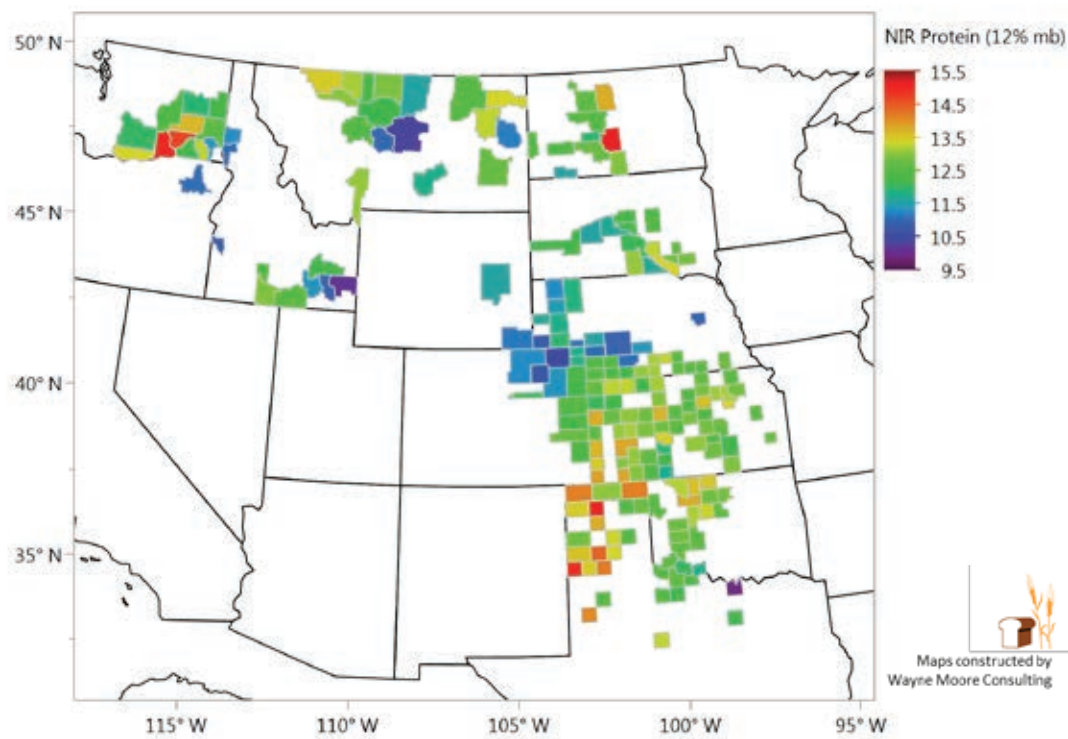 50° N
45° N
40° N
35° N
115° W
110° W
105° W
100° W
95° W
NIR Protein (12% mb)
15.5
14.5
13.5
12.5
11.5
10.5
9.5
Maps constructed by
Wayne Moore Consulting